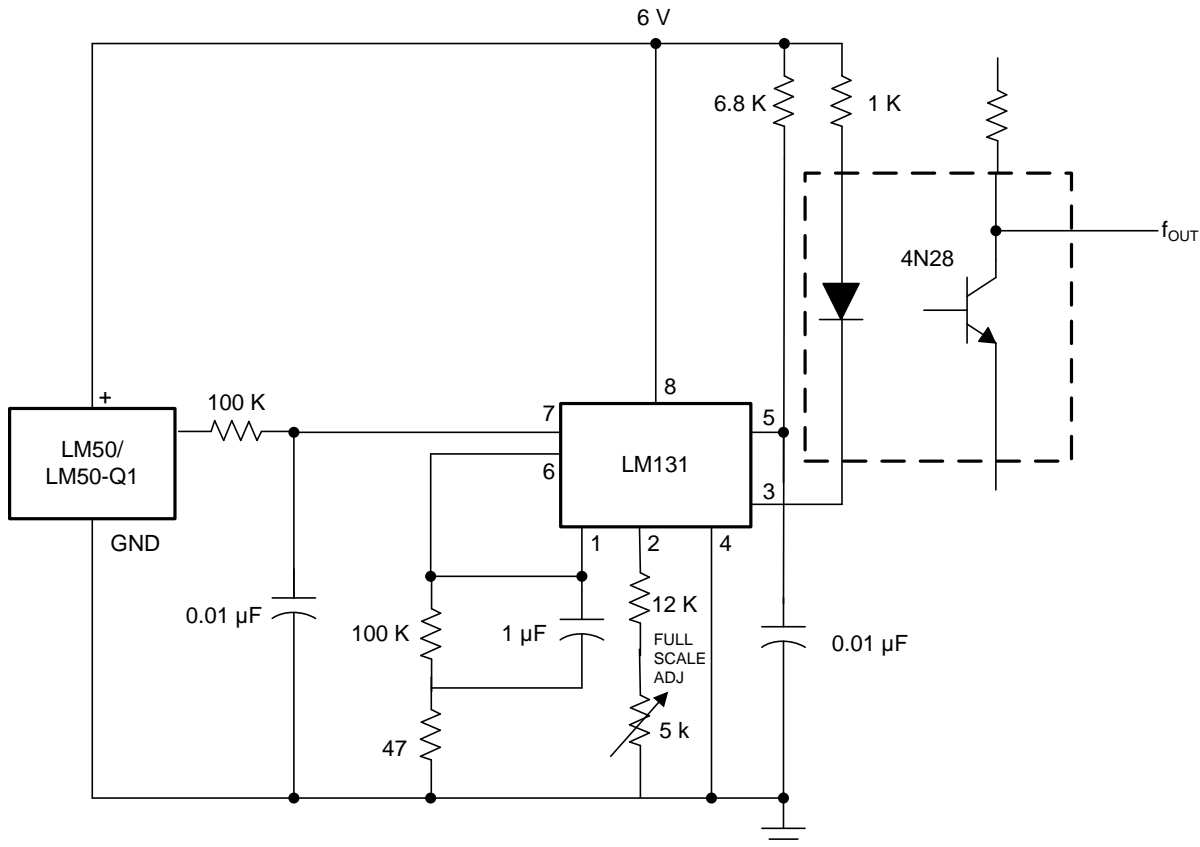 6 V
6.8 K
1 K
4N28
fOUT
+
LM50/
LM50-Q1
GND
100 K
7
6
8
LM131
5
3
1
2
4
0.01 µF
100 K
1 µF
12 K
FULL
SCALE
ADJ
5 k
47
0.01 µF